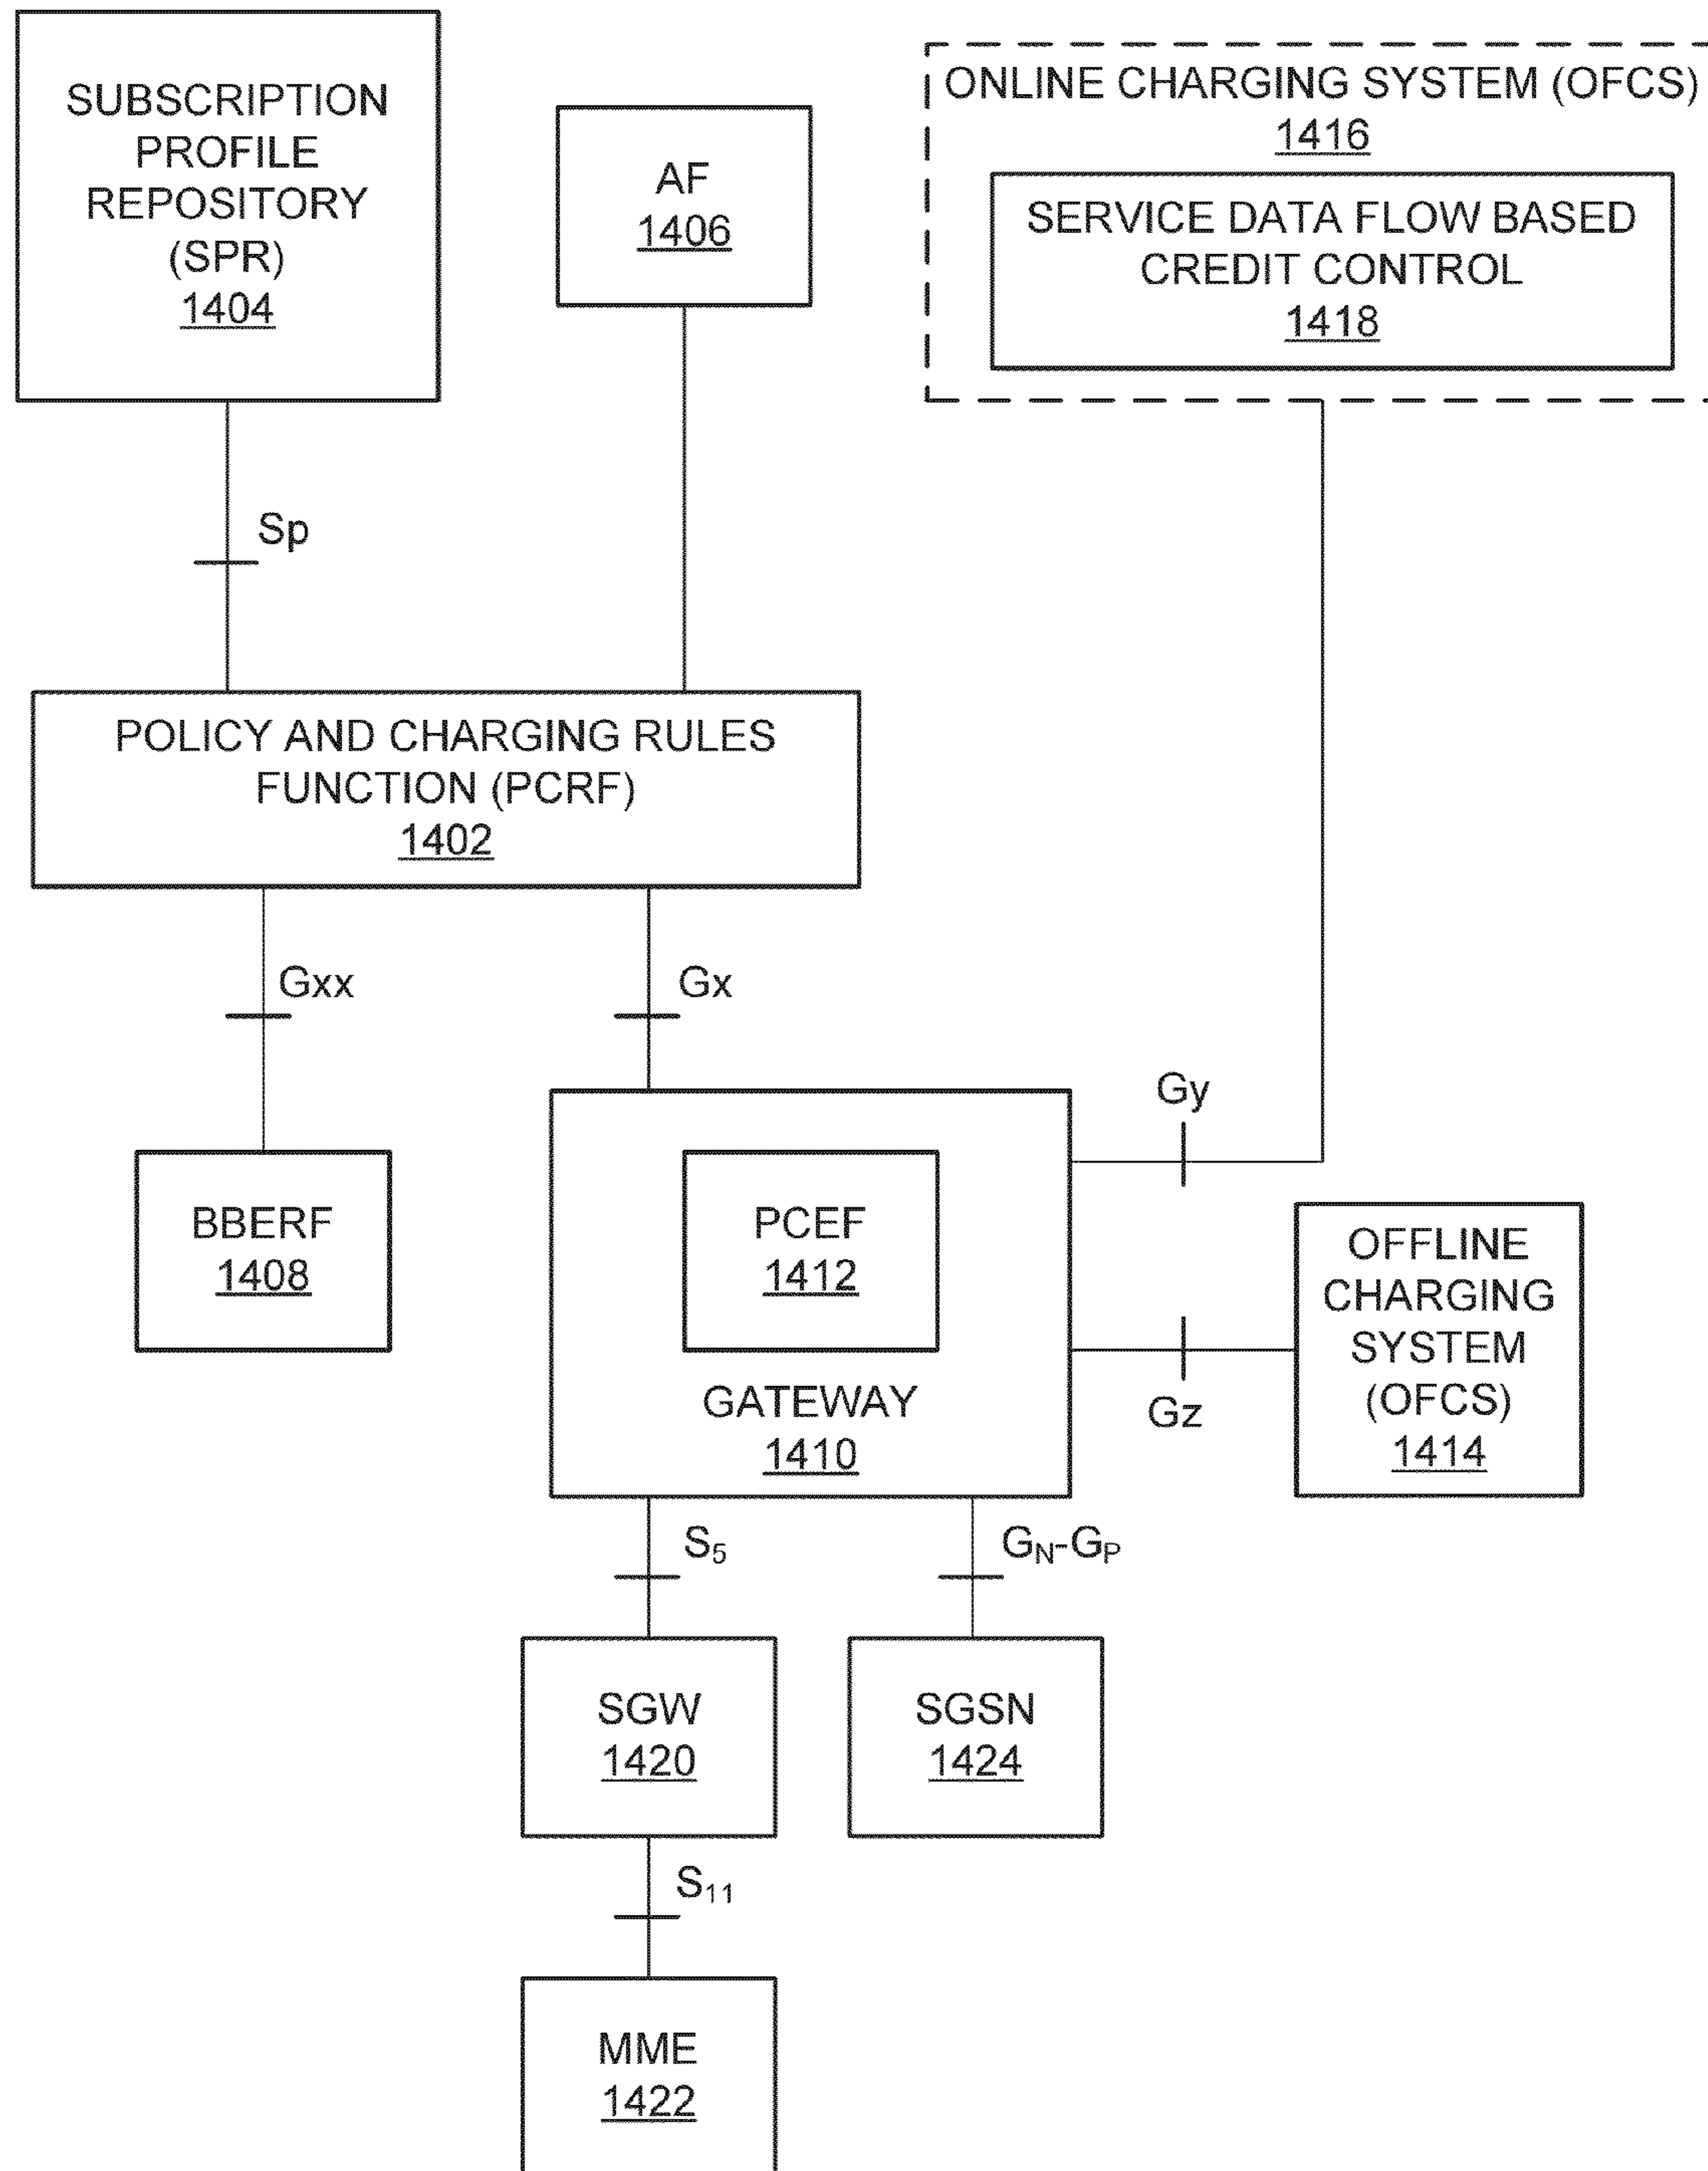 SUBSCRIPTION
PROFILE
REPOSITORY
(SPR)
1404
AF
1406
ONLINE CHARGING SYSTEM (OFCS)
1416
SERVICE DATA FLOW BASED
CREDIT CONTROL
1418
Sp
POLICY AND CHARGING RULES
FUNCTION (PCRF)
1402
Gxx
Gx
Gy
BBERF
1408
PCEF
1412
GATEWAY
1410
OFFLINE
CHARGING
SYSTEM
(OFCS)
1414
Gz
S5
GN-GP
SGW
1420
SGSN
1424
S11
MME
1422